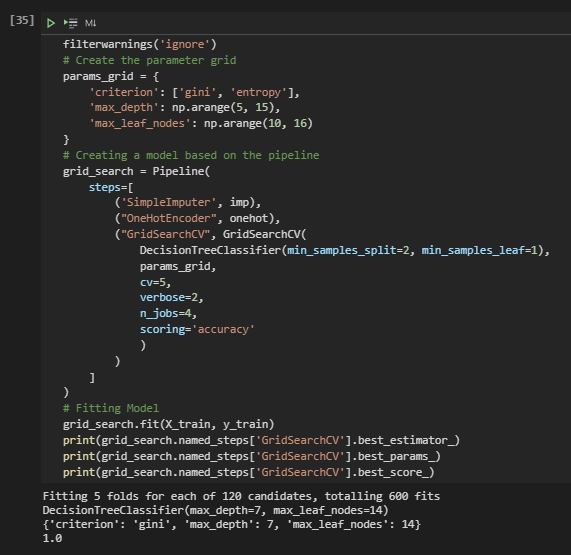 [35]
M↓
filterwarnings('ignore')
# Create the parameter grid
params_grid = {
    'criterion': ['gini', 'entropy'],
    'max_depth': np.arange(5, 15),
    'max_leaf_nodes': np.arange(10, 16)
}
# Creating a model based on the pipeline
grid_search = Pipeline(
    steps=[
        ('SimpleImputer', imp),
        ("OneHotEncoder", onehot),
        ("GridSearchCV", GridSearchCV(
            DecisionTreeClassifier(min_samples_split=2, min_samples_leaf=1),
            params_grid,
            cv=5,
            verbose=2,
            n_jobs=4,
            scoring='accuracy'
            )
        )
    ]
)
# Fitting Model
grid_search.fit(X_train, y_train)
print(grid_search.named_steps['GridSearchCV'].best_estimator_)
print(grid_search.named_steps['GridSearchCV'].best_params_)
print(grid_search.named_steps['GridSearchCV'].best_score_)
Fitting 5 folds for each of 120 candidates, totalling 600 fits
DecisionTreeClassifier(max_depth=7, max_leaf_nodes=14)
{'criterion': 'gini', 'max_depth': 7, 'max_leaf_nodes': 14}
1.0